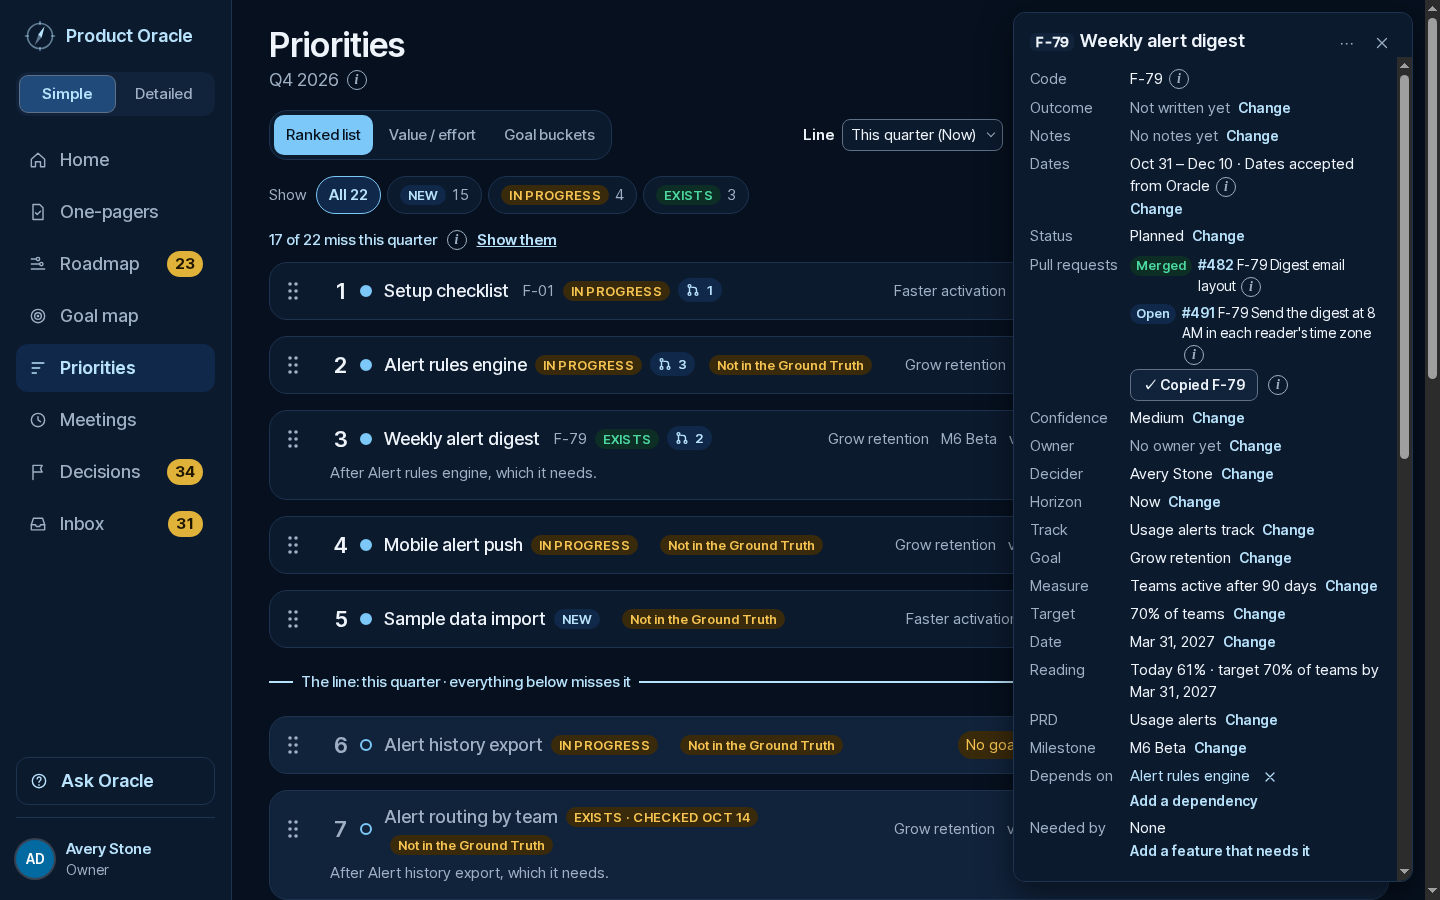 Product Oracle
Simple
Detailed
Home
One-pagers
Roadmap 23
Goal map
Priorities
Meetings
Decisions 34
Inbox 31
Ask Oracle
AD
Avery Stone
Owner
Priorities
Q4 2026 i
Ranked list
Value / effort
Goal buckets
Line This quarter (Now)
Show All 22 NEW 15 IN PROGRESS 4 EXISTS 3
17 of 22 miss this quarter i Show them
1 Setup checklist F-01 IN PROGRESS 1 Faster activation
2 Alert rules engine IN PROGRESS 3 Not in the Ground Truth Grow retention
3 Weekly alert digest F-79 EXISTS 2 Grow retention M6 Beta
After Alert rules engine, which it needs.
4 Mobile alert push IN PROGRESS Not in the Ground Truth Grow retention
5 Sample data import NEW Not in the Ground Truth Faster activation
The line: this quarter · everything below misses it
6 Alert history export IN PROGRESS Not in the Ground Truth No goa
7 Alert routing by team EXISTS · CHECKED OCT 14
Not in the Ground Truth
Grow retention
After Alert history export, which it needs.
F-79 Weekly alert digest ...
Code F-79 i
Outcome Not written yet Change
Notes No notes yet Change
Dates Oct 31 – Dec 10 · Dates accepted
from Oracle i
Change
Status Planned Change
Pull requests Merged #482 F-79 Digest email
layout i
Open #491 F-79 Send the digest at 8
AM in each reader's time zone
i
✓ Copied F-79 i
Confidence Medium Change
Owner No owner yet Change
Decider Avery Stone Change
Horizon Now Change
Track Usage alerts track Change
Goal Grow retention Change
Measure Teams active after 90 days Change
Target 70% of teams Change
Date Mar 31, 2027 Change
Reading Today 61% · target 70% of teams by
Mar 31, 2027
PRD Usage alerts Change
Milestone M6 Beta Change
Depends on Alert rules engine ×
Add a dependency
Needed by None
Add a feature that needs it